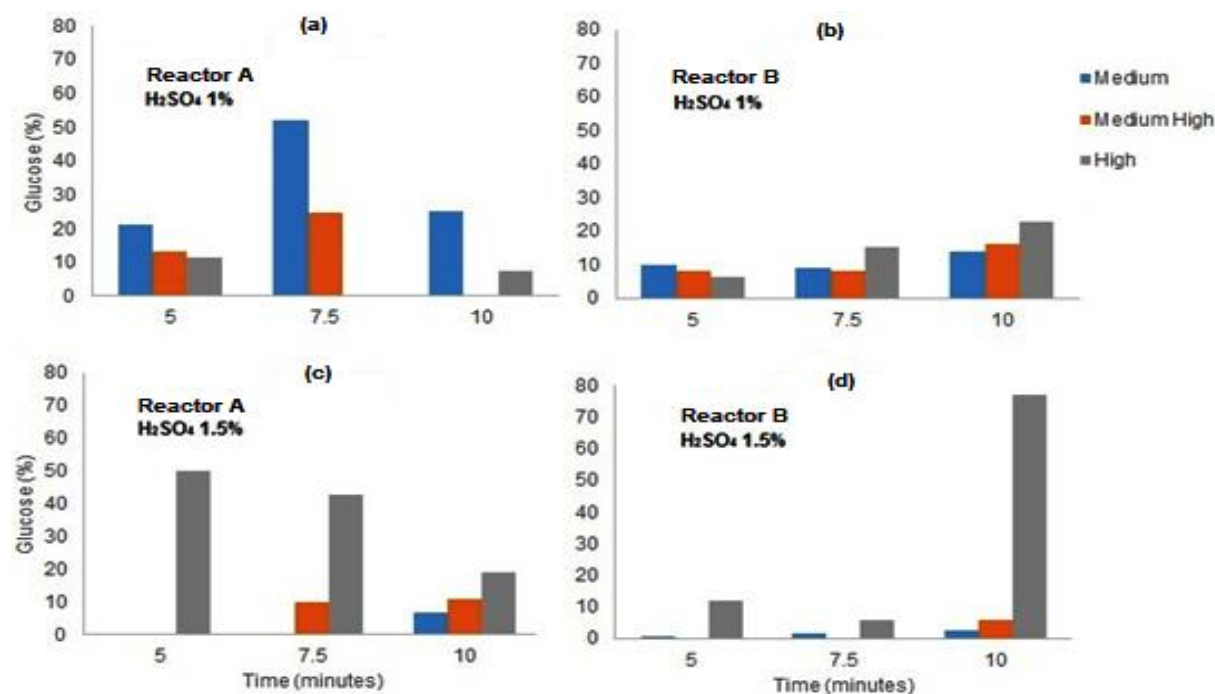 (a)
Reactor A
H₂SO₄ 1%
Glucose (%)
80
70
60
50
40
30
20
10
0
5 7.5 10
(b)
Reactor B
H₂SO₄ 1%
80
70
60
50
40
30
20
10
0
5 7.5 10
Medium
Medium High
High
(c)
Reactor A
H₂SO₄ 1.5%
Glucose (%)
80
70
60
50
40
30
20
10
0
5 7.5 10
Time (minutes)
(d)
Reactor B
H₂SO₄ 1.5%
80
70
60
50
40
30
20
10
0
5 7.5 10
Time (minutes)